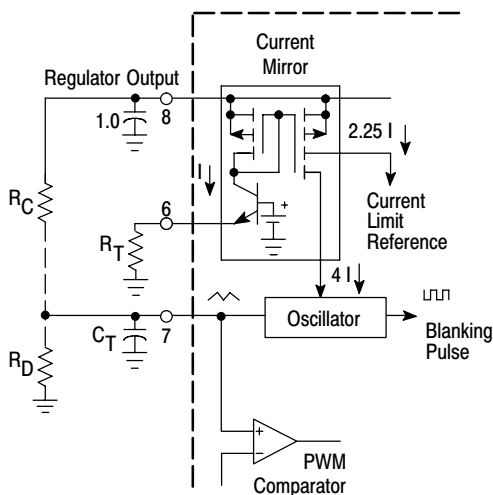 Current
Mirror
Regulator Output
1.0
8
2.25 I
I
R_C
6
Current
Limit
Reference
R_T
+
4 I
Oscillator
Blanking
Pulse
C_T
7
R_D
+
−
PWM
Comparator